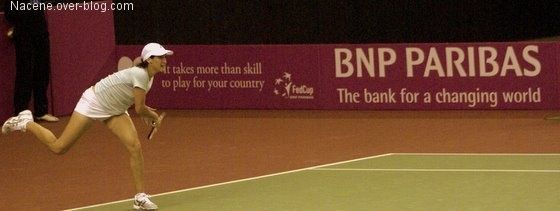 Nacene.over-blog.com
It takes more than skill
to play for your country
FedCup
BNP PARIBAS
The bank for a changing world